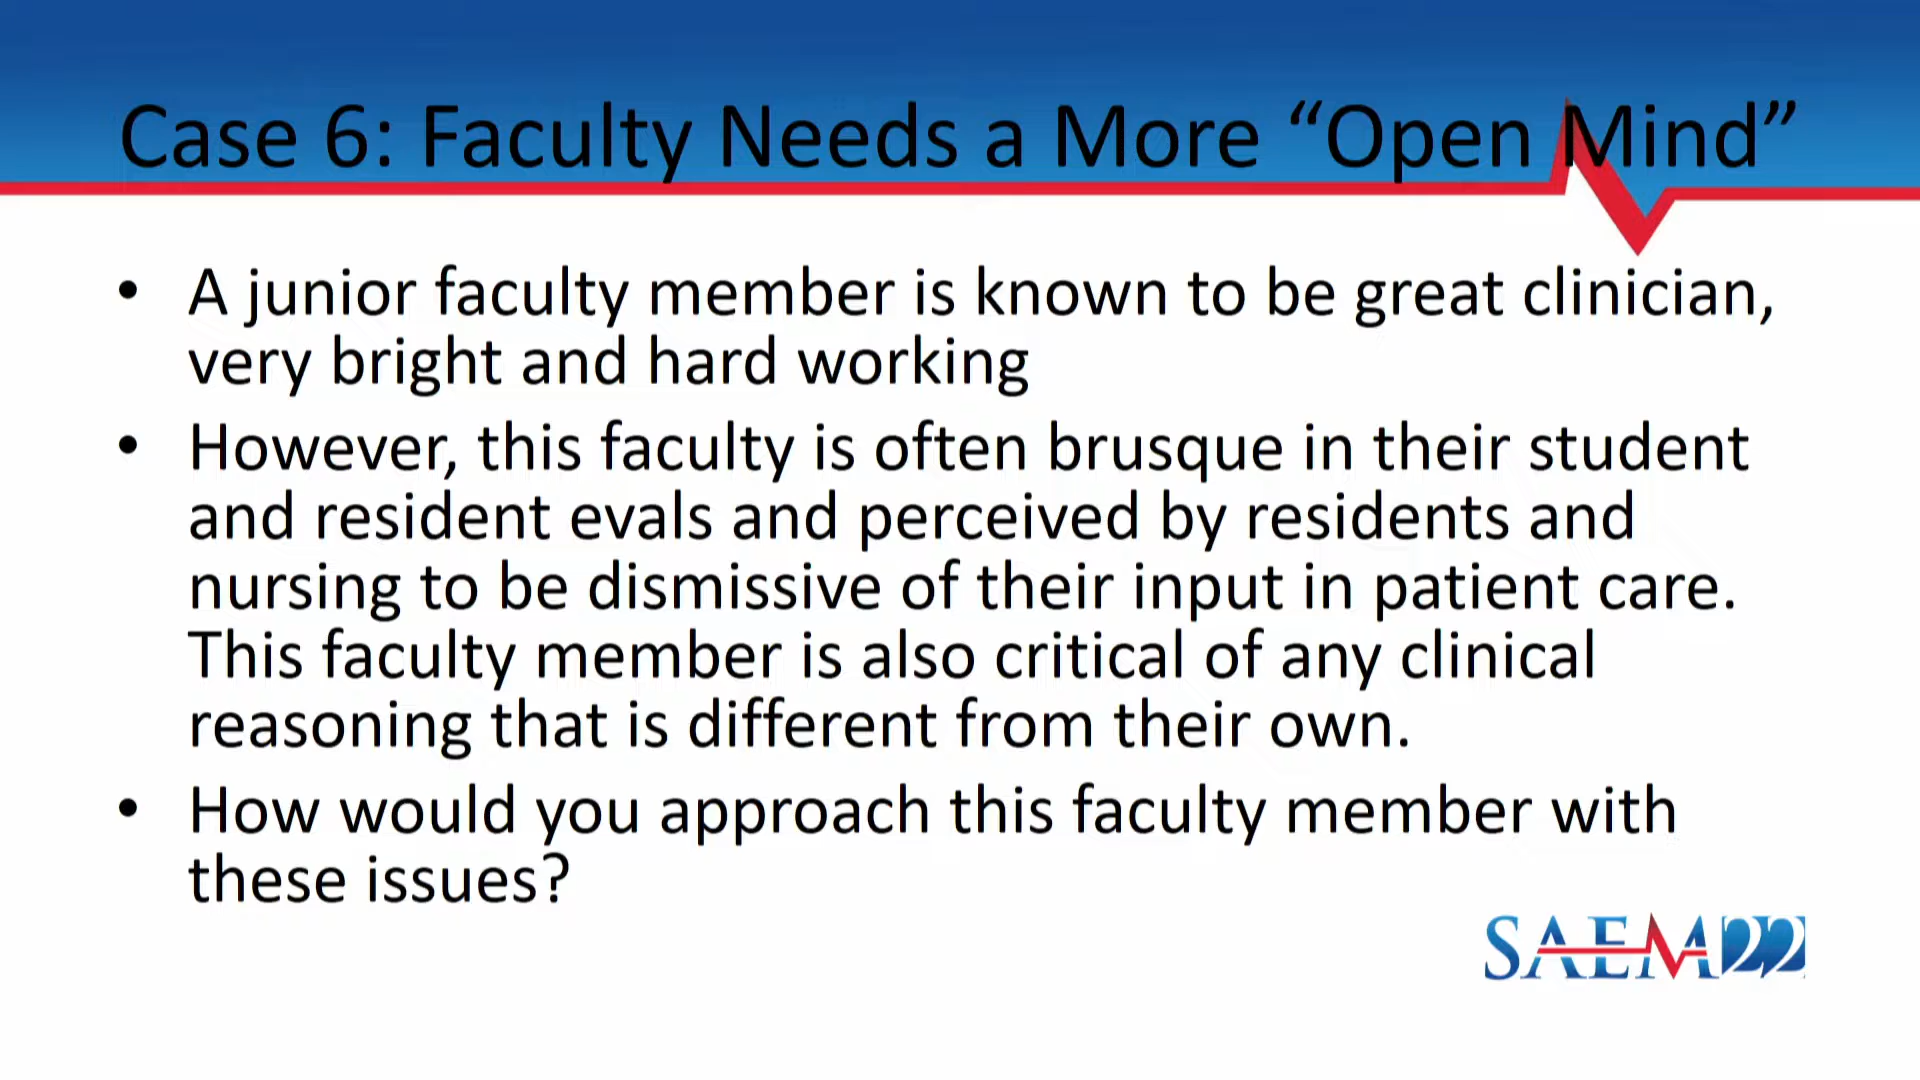 Case 6: Faculty Needs a More “Open Mind”
• A junior faculty member is known to be great clinician,
very bright and hard working
• However, this faculty is often brusque in their student
and resident evals and perceived by residents and
nursing to be dismissive of their input in patient care.
This faculty member is also critical of any clinical
reasoning that is different from their own.
• How would you approach this faculty member with
these issues?
SAEM22